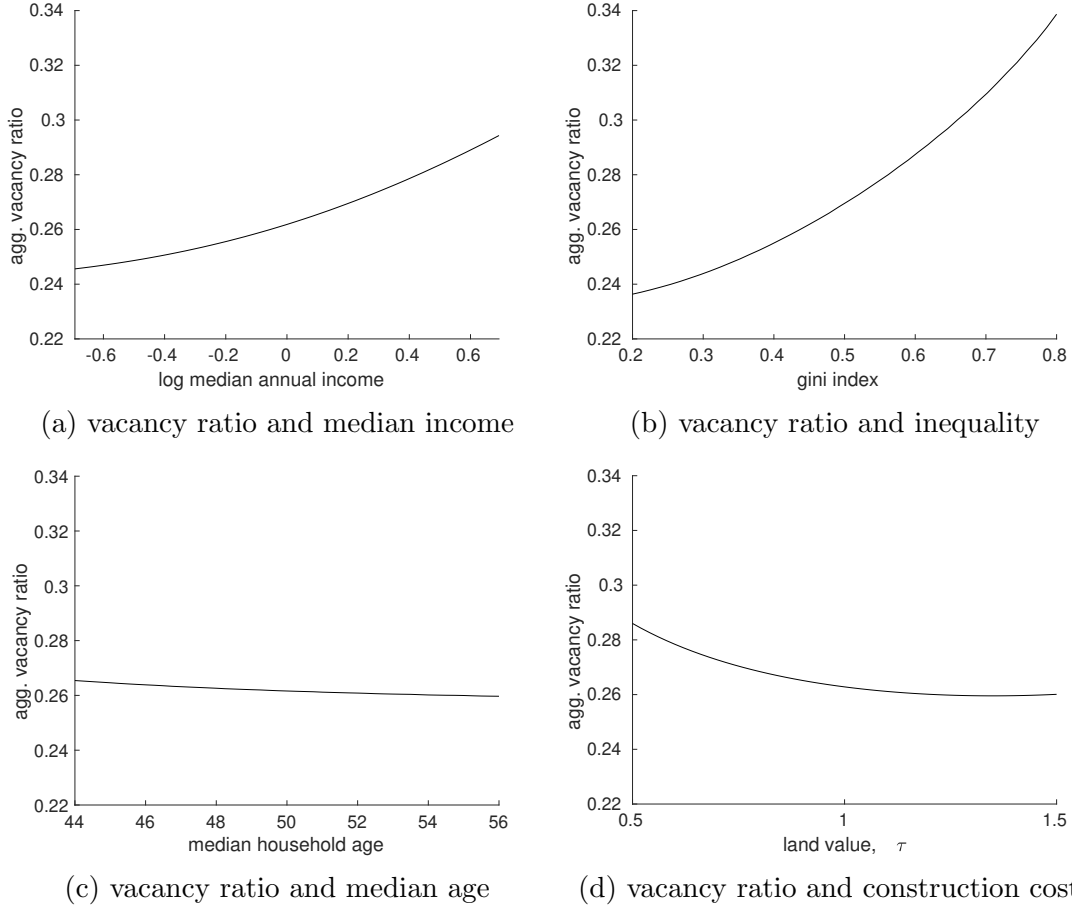 0.34
0.32
0.3
0.28
0.26
0.24
0.22
agg. vacancy ratio
-0.6 -0.4 -0.2 0 0.2 0.4 0.6
log median annual income
(a) vacancy ratio and median income
0.34
0.32
0.3
0.28
0.26
0.24
0.22
agg. vacancy ratio
0.2 0.3 0.4 0.5 0.6 0.7 0.8
gini index
(b) vacancy ratio and inequality
0.34
0.32
0.3
0.28
0.26
0.24
0.22
agg. vacancy ratio
44 46 48 50 52 54 56
median household age
(c) vacancy ratio and median age
0.34
0.32
0.3
0.28
0.26
0.24
0.22
agg. vacancy ratio
0.5 1 1.5
land value, τ
(d) vacancy ratio and construction cost